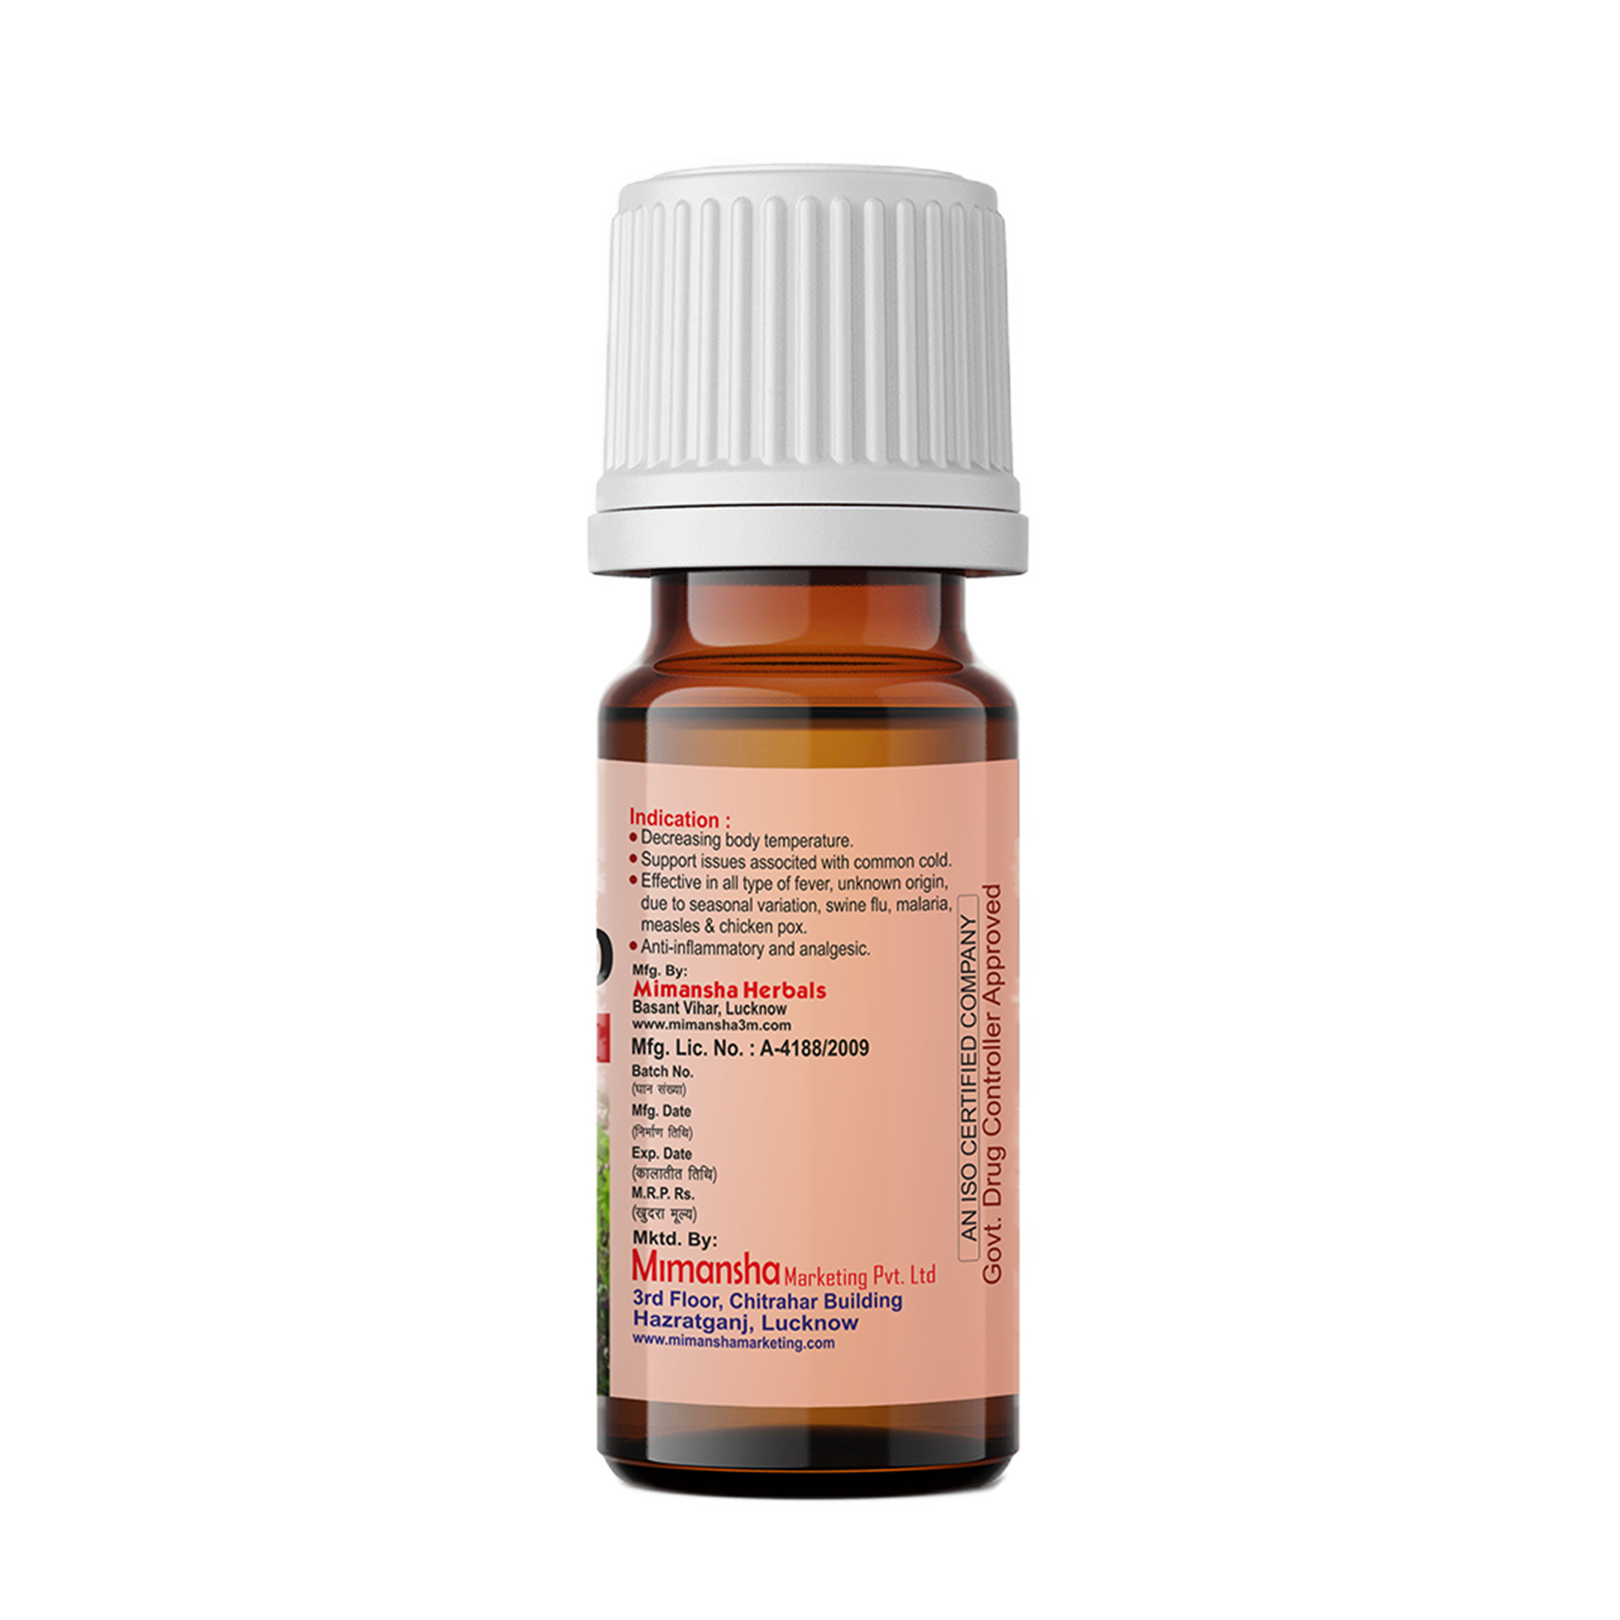 Indication :
• Decreasing body temperature.
• Support issues associted with common cold.
• Effective in all type of fever, unknown origin,
due to seasonal variation, swine flu, malaria,
measles & chicken pox.
• Anti-inflammatory and analgesic.
Mfg. By:
Mimansha Herbals
Basant Vihar, Lucknow
www.mimansha3m.com
Mfg. Lic. No. : A-4188/2009
Batch No.
(घान संख्या)
Mfg. Date
(निर्माण तिथि)
Exp. Date
(कालातीत तिथि)
M.R.P. Rs.
(खुदरा मूल्य)
Mktd. By:
Mimansha Marketing Pvt. Ltd
3rd Floor, Chitrahar Building
Hazratganj, Lucknow
www.mimanshamarketing.com
AN ISO CERTIFIED COMPANY
Govt. Drug Controller Approved